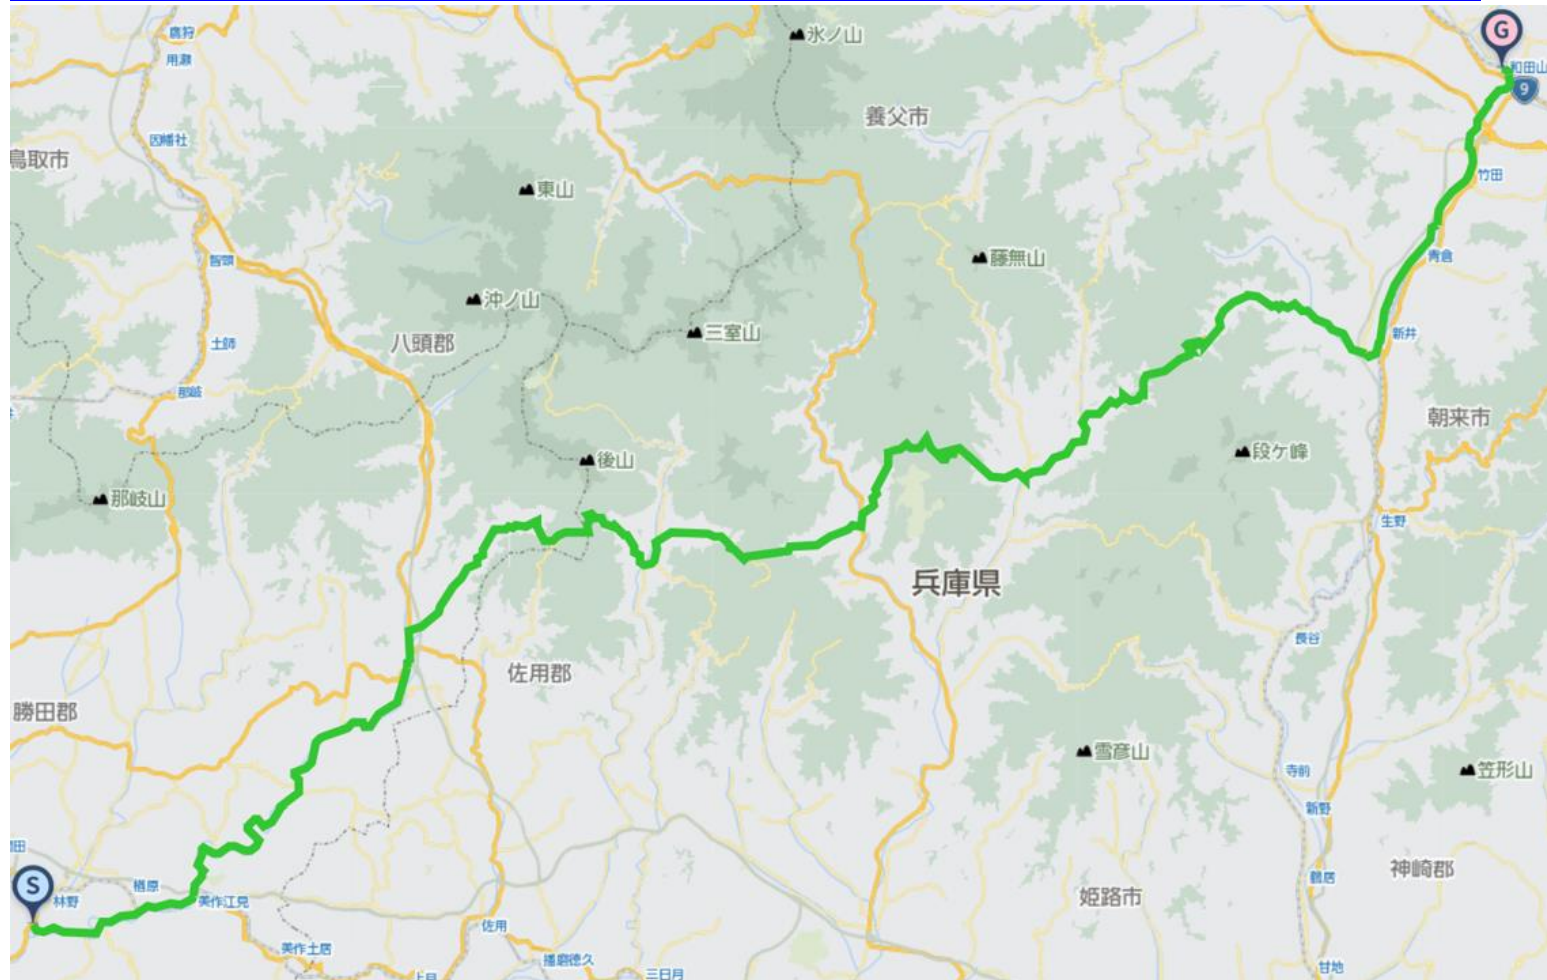 鷹狩
用瀬
氷ノ山
G
和田山
9
因幡社
養父市
鳥取市
東山
竹田
智頭
藤無山
青倉
沖ノ山
土師
八頭郡
三室山
新井
那岐
朝来市
後山
段ケ峰
那岐山
生野
兵庫県
長谷
佐用郡
勝田郡
雪彦山
寺前
笠形山
新野
S
楢原
林野
美作江見
鶴居
神崎郡
姫路市
佐用
美作土居
播磨徳久
三日月
甘地